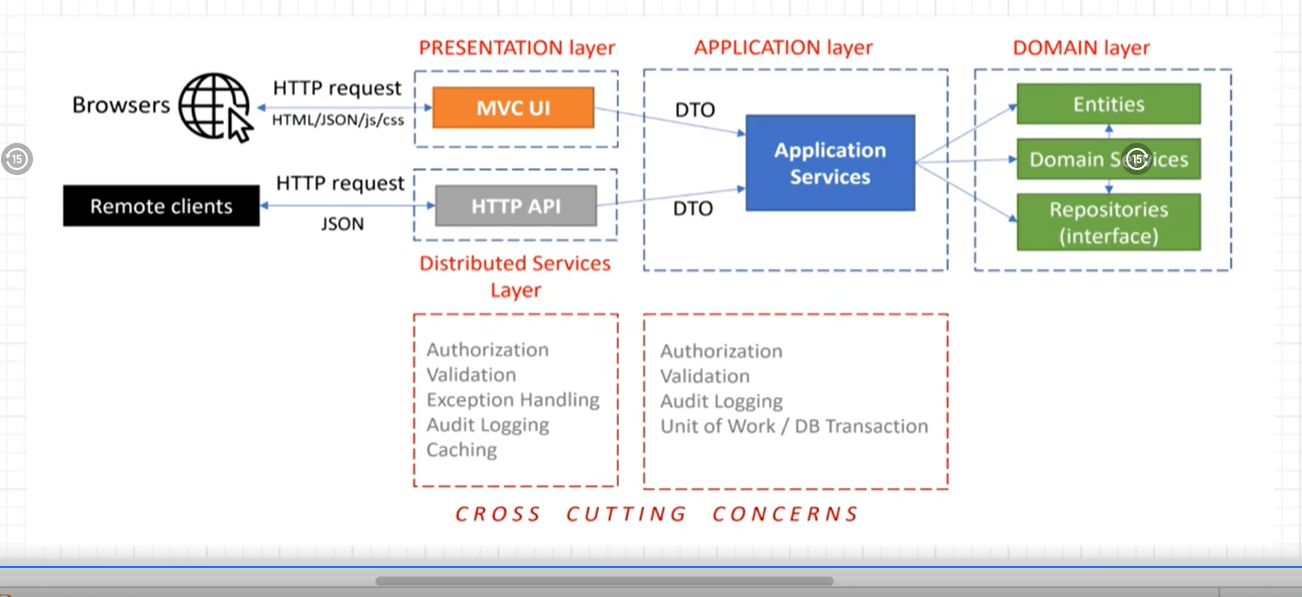 PRESENTATION layer
APPLICATION layer
DOMAIN layer
Browsers
HTTP request
HTML/JSON/js/css
MVC UI
DTO
Application
Services
Entities
Domain Services
Repositories
(interface)
Remote clients
HTTP request
JSON
HTTP API
DTO
Distributed Services
Layer
Authorization
Validation
Exception Handling
Audit Logging
Caching
Authorization
Validation
Audit Logging
Unit of Work / DB Transaction
CROSS CUTTING CONCERNS
15
15